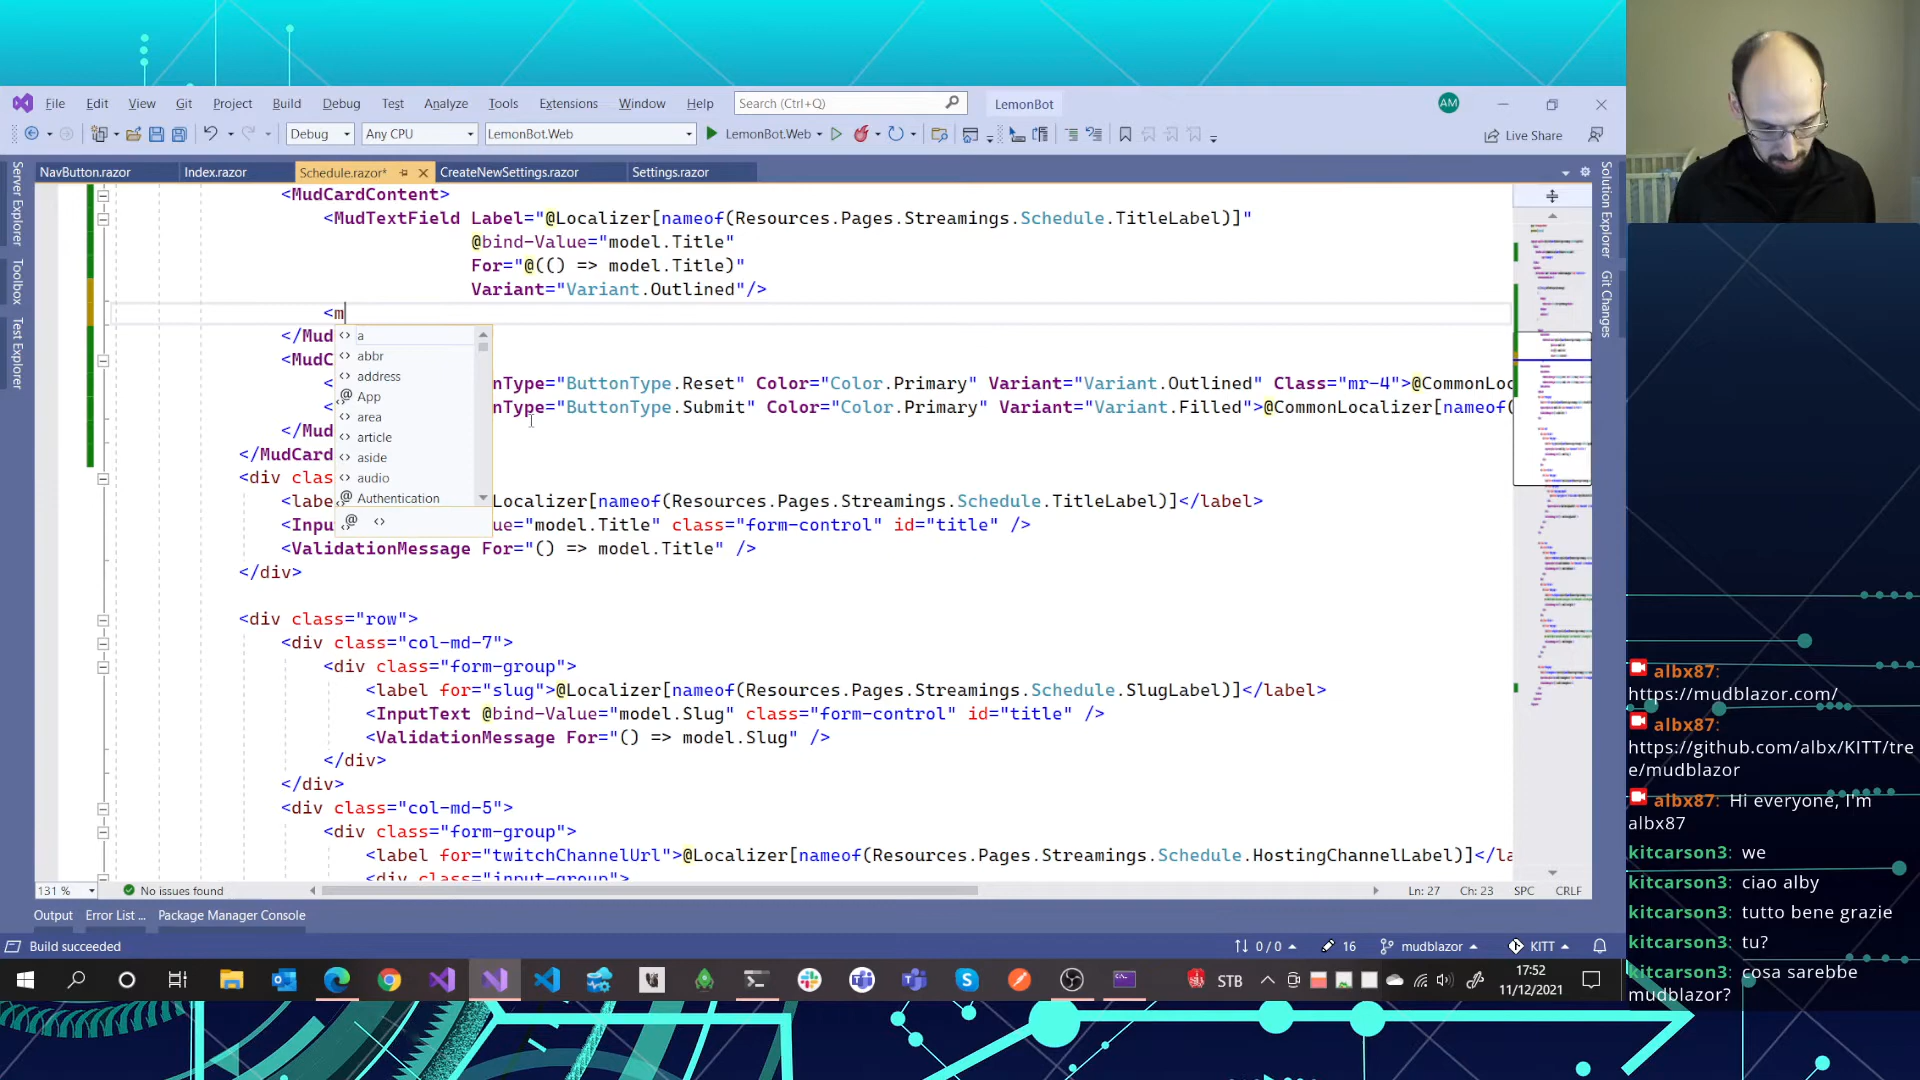 File Edit View Git Project Build Debug Test Analyze Tools Extensions Window Help Search (Ctrl+Q) LemonBot AM
Debug Any CPU LemonBot.Web LemonBot.Web Live Share
NavButton.razor Index.razor Schedule.razor* CreateNewSettings.razor Settings.razor
Server Explorer
Toolbox
Test Explorer
Solution Explorer
Git Changes
<MudCardContent>
<MudTextField Label="@Localizer[nameof(Resources.Pages.Streamings.Schedule.TitleLabel)]"
@bind-Value="model.Title"
For="@(() => model.Title)"
Variant="Variant.Outlined"/>
<m
</Mud
<MudC
nType="ButtonType.Reset" Color="Color.Primary" Variant="Variant.Outlined" Class="mr-4">@CommonLoc
nType="ButtonType.Submit" Color="Color.Primary" Variant="Variant.Filled">@CommonLocalizer[nameof(
</Mud
</MudCar
a
abbr
address
App
area
article
aside
audio
Authentication
<div clas
<label Localizer[nameof(Resources.Pages.Streamings.Schedule.TitleLabel)]</label>
<Inpu ue="model.Title" class="form-control" id="title" />
<ValidationMessage For="() => model.Title" />
</div>
<div class="row">
<div class="col-md-7">
<div class="form-group">
<label for="slug">@Localizer[nameof(Resources.Pages.Streamings.Schedule.SlugLabel)]</label>
<InputText @bind-Value="model.Slug" class="form-control" id="title" />
<ValidationMessage For="() => model.Slug" />
</div>
</div>
<div class="col-md-5">
<div class="form-group">
<label for="twitchChannelUrl">@Localizer[nameof(Resources.Pages.Streamings.Schedule.HostingChannelLabel)]</la
<div class="input-group">
131 % No issues found Ln: 27 Ch: 23 SPC CRLF
Output Error List ... Package Manager Console
Build succeeded 0 / 0 16 mudblazor KITT
STB 17:52
11/12/2021
albx87:
https://mudblazor.com/
albx87:
https://github.com/albx/KITT/tre
e/mudblazor
albx87: Hi everyone, I'm
albx87
kitcarson3: we
kitcarson3: ciao alby
kitcarson3: tutto bene grazie
kitcarson3: tu?
kitcarson3: cosa sarebbe
mudblazor?